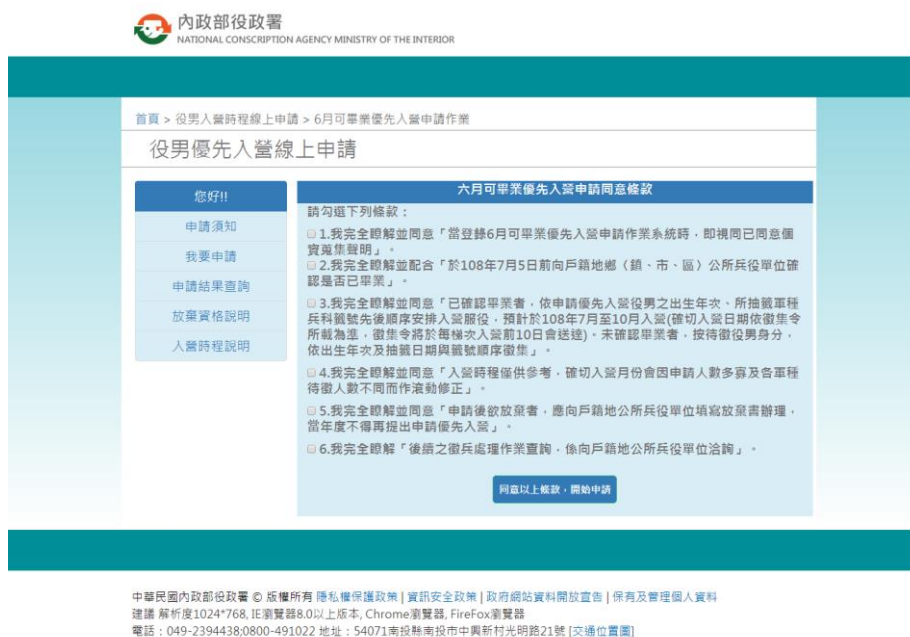 內政部役政署
NATIONAL CONSCRIPTION AGENCY MINISTRY OF THE INTERIOR
首頁 > 役男入營時程線上申請 > 6月可畢業優先入營申請作業
役男優先入營線上申請
您好!!
申請須知
我要申請
申請結果查詢
放棄資格說明
入營時程說明
六月可畢業優先入營申請同意條款
請勾選下列條款：
1.我完全瞭解並同意「當登錄6月可畢業優先入營申請作業系統時，即視同已同意個
資蒐集聲明」。
2.我完全瞭解並配合「於108年7月5日前向戶籍地鄉（鎮、市、區）公所兵役單位確
認是否已畢業」。
3.我完全瞭解並同意「已確認畢業者，依申請優先入營役男之出生年次、所抽籤軍種
兵科籤號先後順序安排入營服役，預計於108年7月至10月入營(確切入營日期依徵集令
所載為準，徵集令將於每梯次入營前10日會送達)。未確認畢業者，按待徵役男身分，
依出生年次及抽籤日期與籤號順序徵集」。
4.我完全瞭解並同意「入營時程僅供參考，確切入營月份會因申請人數多寡及各軍種
待徵人數不同而作滾動修正」。
5.我完全瞭解並同意「申請後欲放棄者，應向戶籍地公所兵役單位填寫放棄書辦理，
當年度不得再提出申請優先入營」。
6.我完全瞭解「後續之徵兵處理作業查詢，係向戶籍地公所兵役單位洽詢」。
同意以上條款，開始申請
中華民國內政部役政署 © 版權所有 隱私權保護政策 | 資訊安全政策 | 政府網站資料開放宣告 | 保有及管理個人資料
建議 解析度1024*768, IE瀏覽器8.0以上版本, Chrome瀏覽器, FireFox瀏覽器
電話：049-2394438;0800-491022 地址：54071南投縣南投市中興新村光明路21號 [交通位置圖]